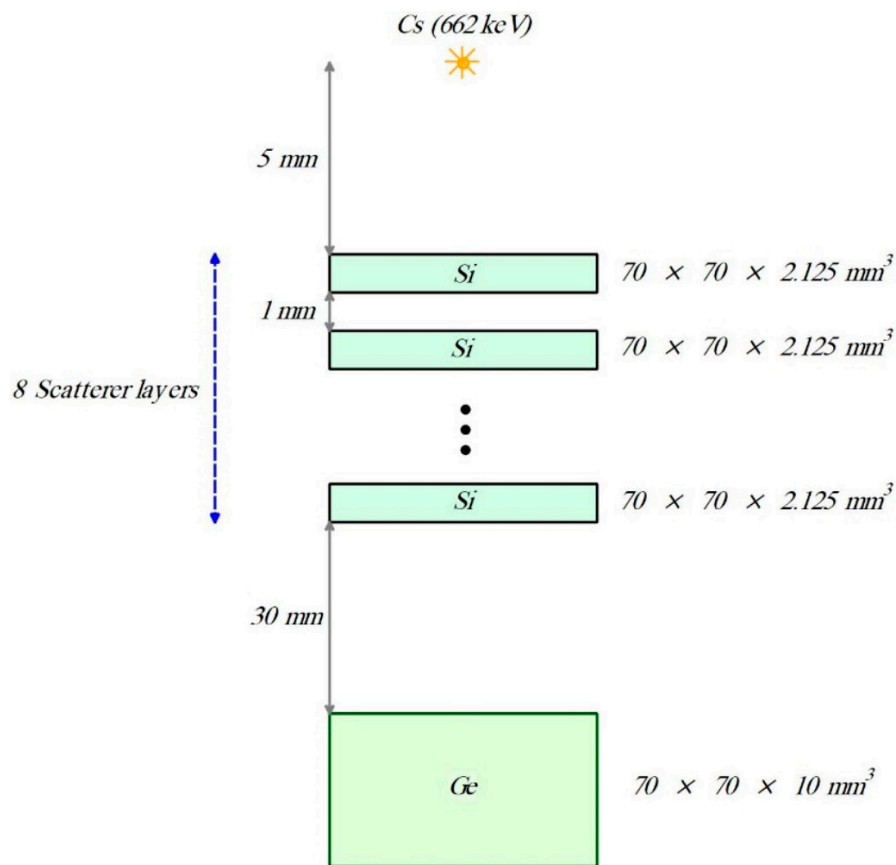 Cs (662 keV)
5 mm
Si 70 × 70 × 2.125 mm³
1 mm
Si 70 × 70 × 2.125 mm³
8 Scatterer layers
Si 70 × 70 × 2.125 mm³
30 mm
Ge 70 × 70 × 10 mm³